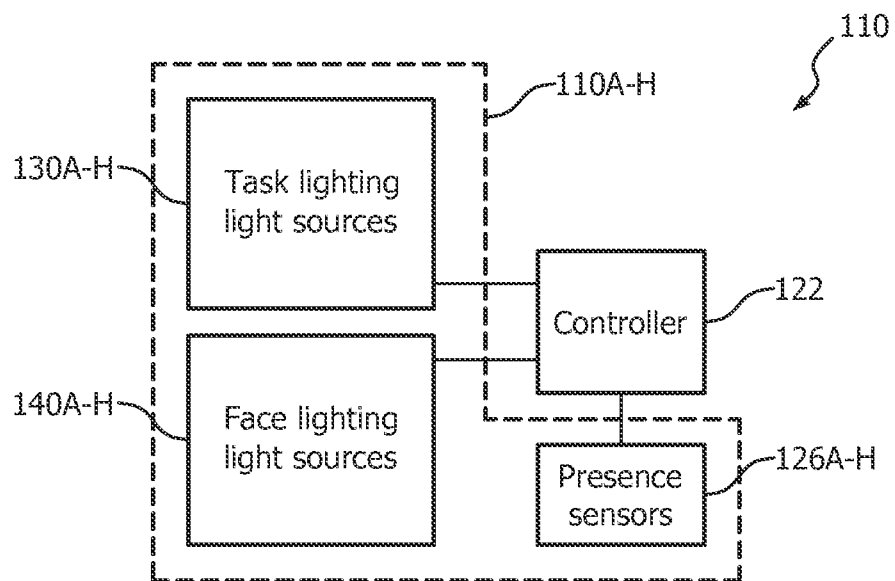 110
110A-H
130A-H
Task lighting
light sources
Controller
122
140A-H
Face lighting
light sources
Presence
sensors
126A-H